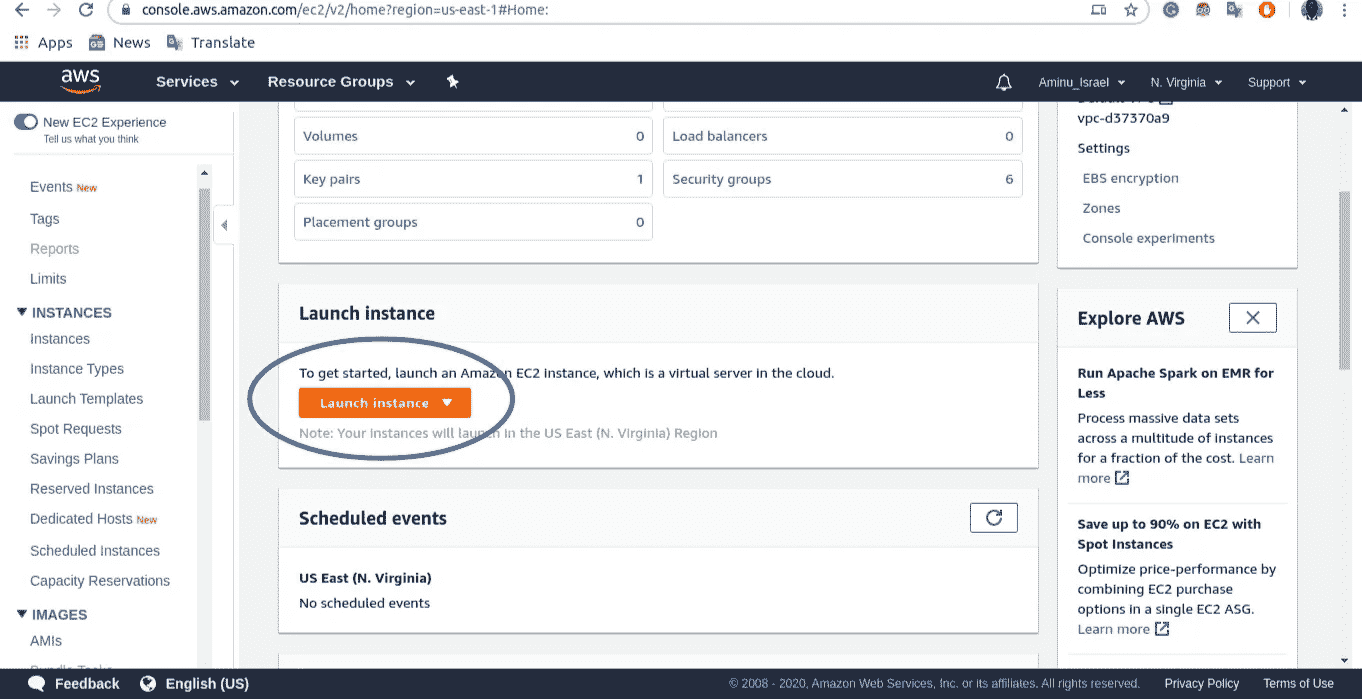 console.aws.amazon.com/ec2/v2/home?region=us-east-1#Home:
Apps News Translate
aws Services Resource Groups Aminu_Israel N. Virginia Support
New EC2 Experience
Tell us what you think
Events New
Tags
Reports
Limits
INSTANCES
Instances
Instance Types
Launch Templates
Spot Requests
Savings Plans
Reserved Instances
Dedicated Hosts New
Scheduled Instances
Capacity Reservations
IMAGES
AMIs
Volumes 0 Load balancers 0
Key pairs 1 Security groups 6
Placement groups 0
Launch instance
To get started, launch an Amazon EC2 instance, which is a virtual server in the cloud.
Launch instance
Note: Your instances will launch in the US East (N. Virginia) Region
Scheduled events
US East (N. Virginia)
No scheduled events
vpc-d37370a9
Settings
EBS encryption
Zones
Console experiments
Explore AWS
Run Apache Spark on EMR for
Less
Process massive data sets
across a multitude of instances
for a fraction of the cost. Learn
more
Save up to 90% on EC2 with
Spot Instances
Optimize price-performance by
combining EC2 purchase
options in a single EC2 ASG.
Learn more
Feedback English (US) © 2008 - 2020, Amazon Web Services, Inc. or its affiliates. All rights reserved. Privacy Policy Terms of Use